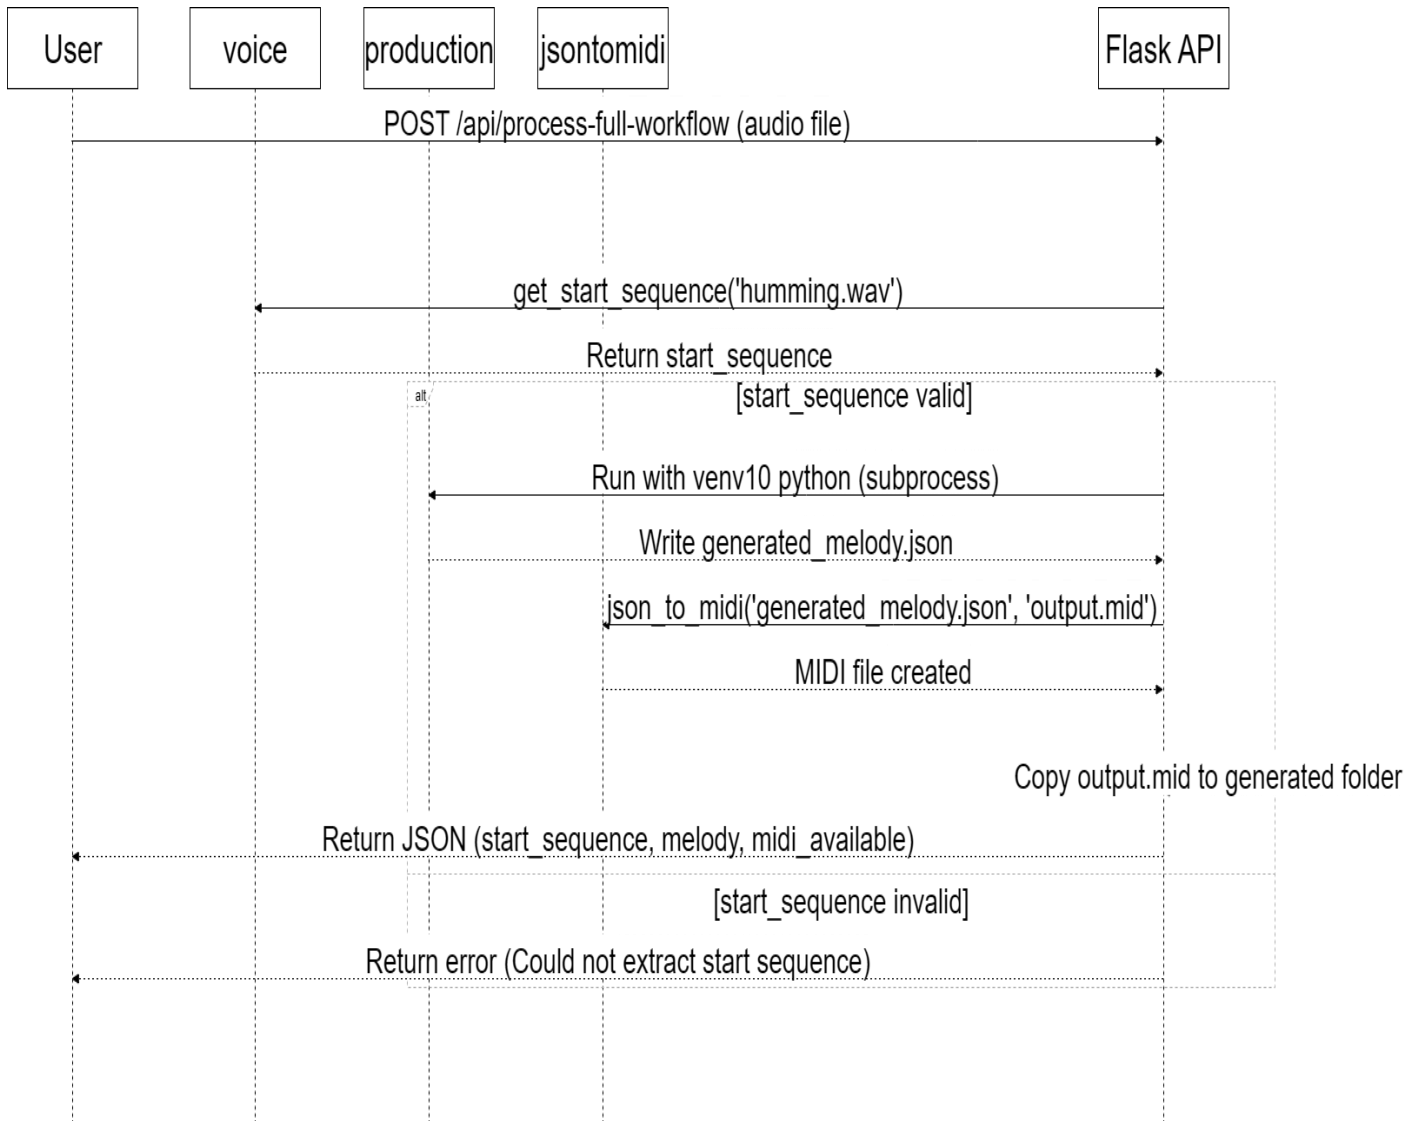 User
voice
production
jsontomidi
Flask API
POST /api/process-full-workflow (audio file)
get_start_sequence('humming.wav')
Return start_sequence
alt
[start_sequence valid]
Run with venv10 python (subprocess)
Write generated_melody.json
json_to_midi('generated_melody.json', 'output.mid')
MIDI file created
Copy output.mid to generated folder
Return JSON (start_sequence, melody, midi_available)
[start_sequence invalid]
Return error (Could not extract start sequence)